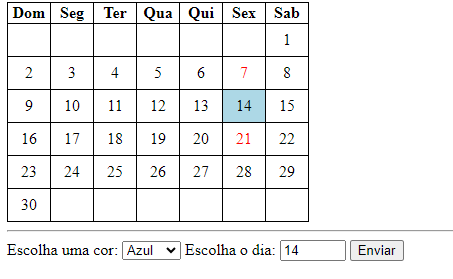 Dom Seg Ter Qua Qui Sex Sab
1
2 3 4 5 6 7 8
9 10 11 12 13 14 15
16 17 18 19 20 21 22
23 24 25 26 27 28 29
30
Escolha uma cor: Azul Escolha o dia: 14 Enviar